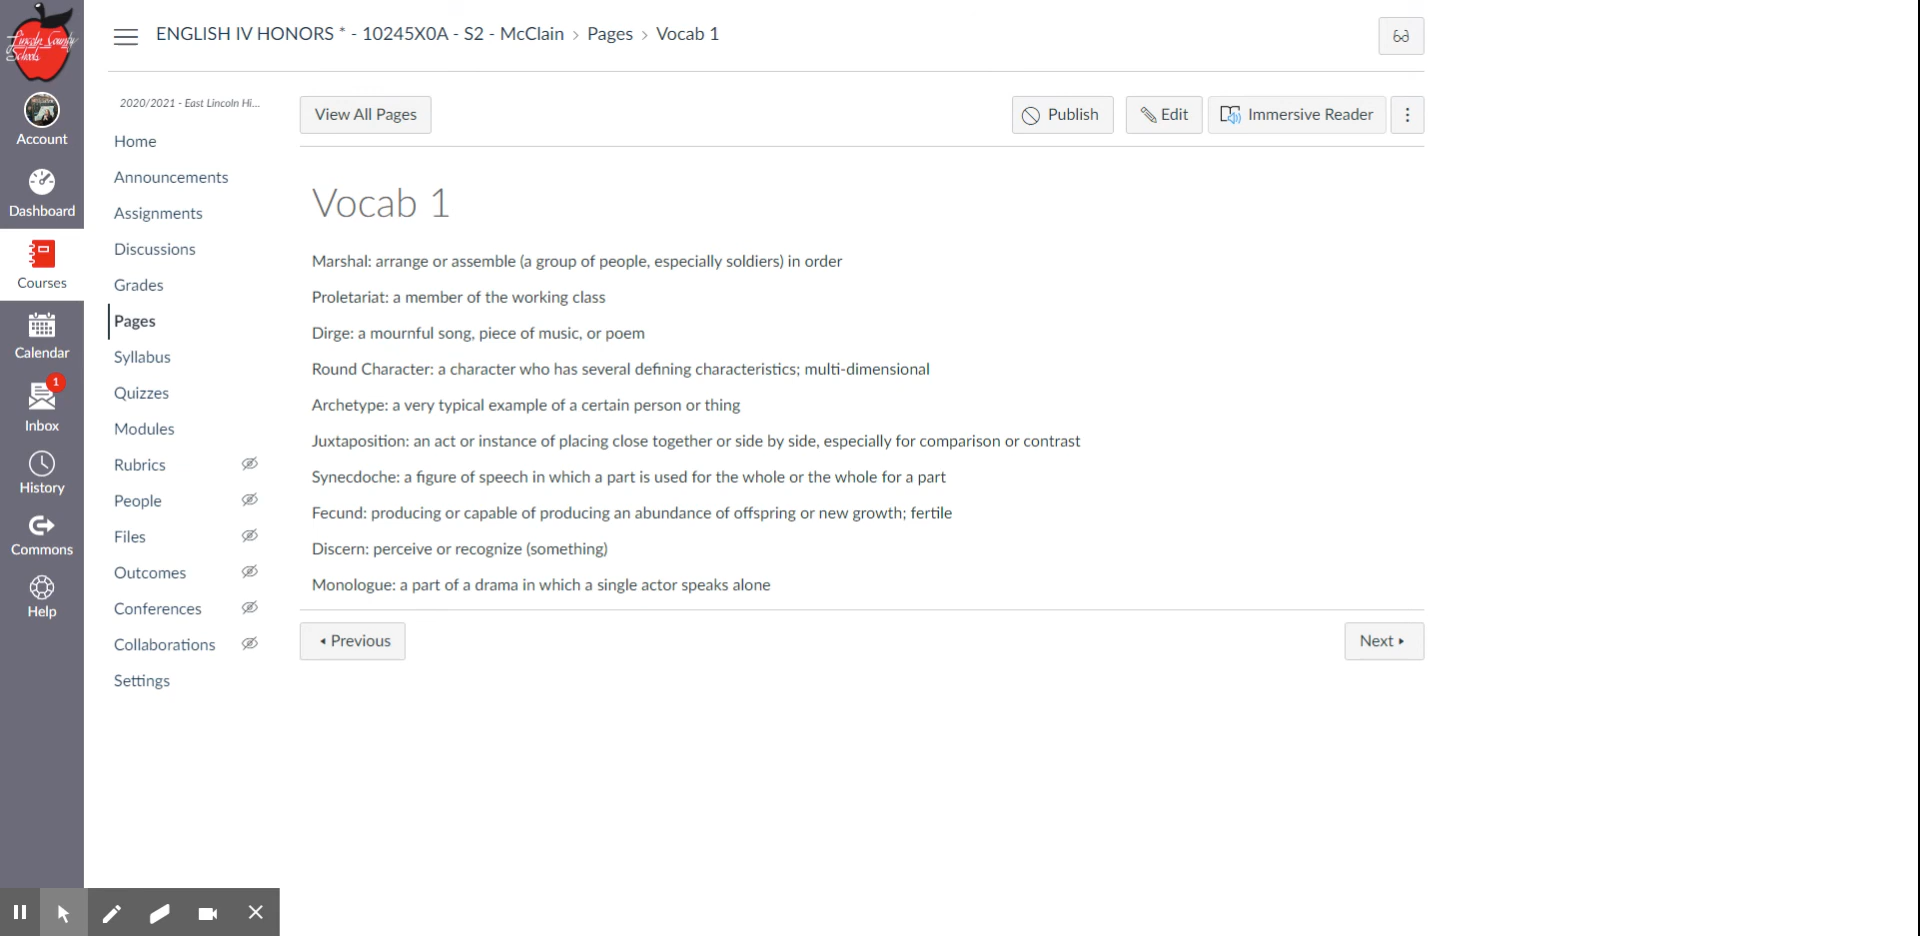 Lincoln County
Schools
Account
Dashboard
Courses
Calendar
1
Inbox
History
Commons
Help
ENGLISH IV HONORS * - 10245X0A - S2 - McClain › Pages › Vocab 1
2020/2021 - East Lincoln Hi...
Home
Announcements
Assignments
Discussions
Grades
Pages
Syllabus
Quizzes
Modules
Rubrics
People
Files
Outcomes
Conferences
Collaborations
Settings
View All Pages
Publish
Edit
Immersive Reader
Vocab 1
Marshal: arrange or assemble (a group of people, especially soldiers) in order
Proletariat: a member of the working class
Dirge: a mournful song, piece of music, or poem
Round Character: a character who has several defining characteristics; multi-dimensional
Archetype: a very typical example of a certain person or thing
Juxtaposition: an act or instance of placing close together or side by side, especially for comparison or contrast
Synecdoche: a figure of speech in which a part is used for the whole or the whole for a part
Fecund: producing or capable of producing an abundance of offspring or new growth; fertile
Discern: perceive or recognize (something)
Monologue: a part of a drama in which a single actor speaks alone
Previous
Next